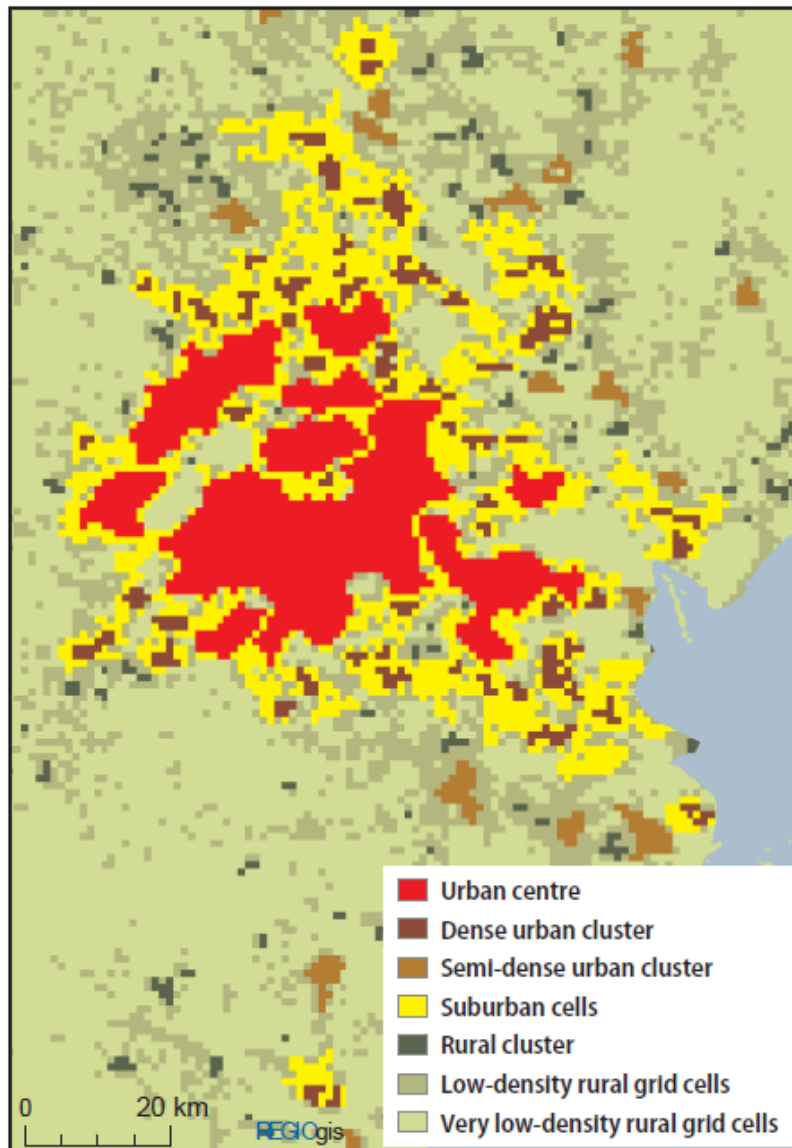 Urban centre
Dense urban cluster
Semi-dense urban cluster
Suburban cells
Rural cluster
Low-density rural grid cells
Very low-density rural grid cells
0 20 km
REGIOgis